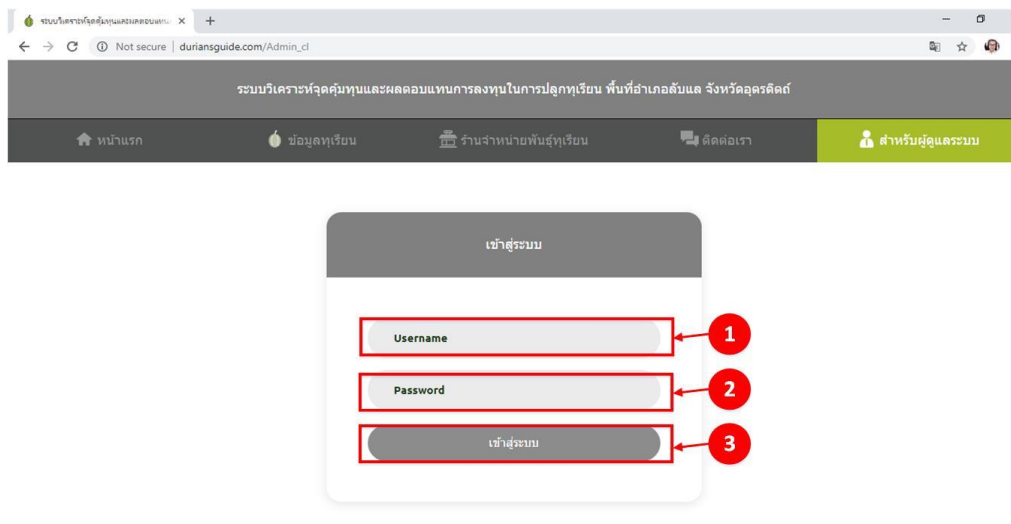 ระบบวิเคราะห์จุดคุ้มทุนและผลตอบแทน
Not secure | duriansguide.com/Admin_cl
ระบบวิเคราะห์จุดคุ้มทุนและผลตอบแทนการลงทุนในการปลูกทุเรียน พื้นที่อำเภอลับแล จังหวัดอุตรดิตถ์
หน้าแรก ข้อมูลทุเรียน ร้านจำหน่ายพันธุ์ทุเรียน ติดต่อเรา สำหรับผู้ดูแลระบบ
เข้าสู่ระบบ
Username 1
Password 2
เข้าสู่ระบบ 3